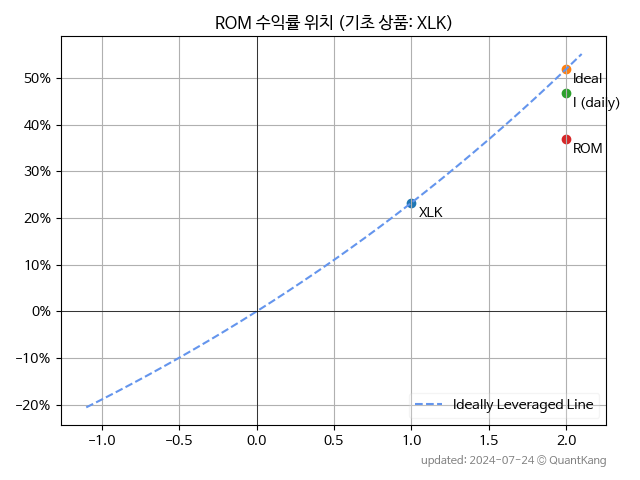 ROM 수익률 위치 (기초 상품: XLK)
50%
40%
30%
20%
10%
0%
−10%
−20%
Ideal
I (daily)
ROM
XLK
Ideally Leveraged Line
−1.0 −0.5 0.0 0.5 1.0 1.5 2.0
updated: 2024-07-24 © QuantKang